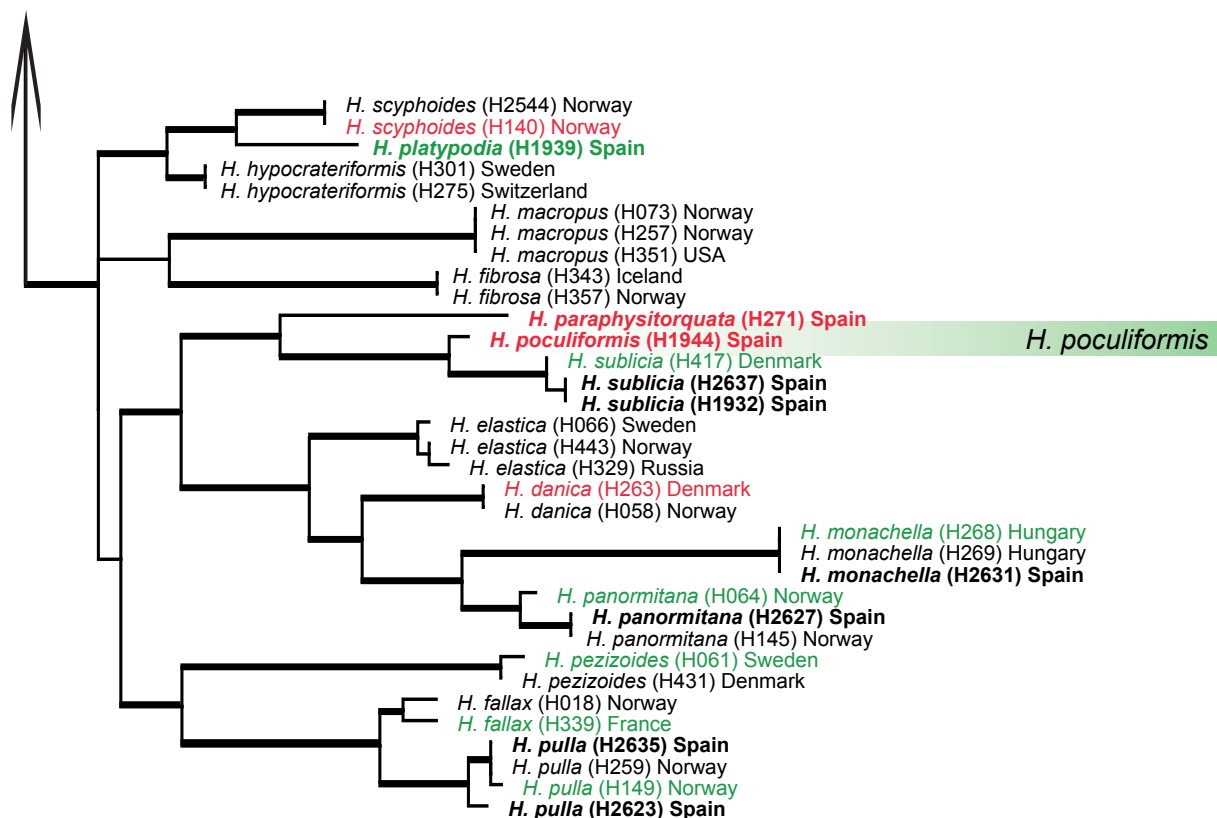 H. scyphoides (H2544) Norway
H. scyphoides (H140) Norway
H. platypodia (H1939) Spain
H. hypocrateriformis (H301) Sweden
H. hypocrateriformis (H275) Switzerland
H. macropus (H073) Norway
H. macropus (H257) Norway
H. macropus (H351) USA
H. fibrosa (H343) Iceland
H. fibrosa (H357) Norway
H. paraphysitorquata (H271) Spain
H. poculiformis (H1944) Spain
H. poculiformis
H. sublicia (H417) Denmark
H. sublicia (H2637) Spain
H. sublicia (H1932) Spain
H. elastica (H066) Sweden
H. elastica (H443) Norway
H. elastica (H329) Russia
H. danica (H263) Denmark
H. danica (H058) Norway
H. monachella (H268) Hungary
H. monachella (H269) Hungary
H. monachella (H2631) Spain
H. panormitana (H064) Norway
H. panormitana (H2627) Spain
H. panormitana (H145) Norway
H. pezizoides (H061) Sweden
H. pezizoides (H431) Denmark
H. fallax (H018) Norway
H. fallax (H339) France
H. pulla (H2635) Spain
H. pulla (H259) Norway
H. pulla (H149) Norway
H. pulla (H2623) Spain